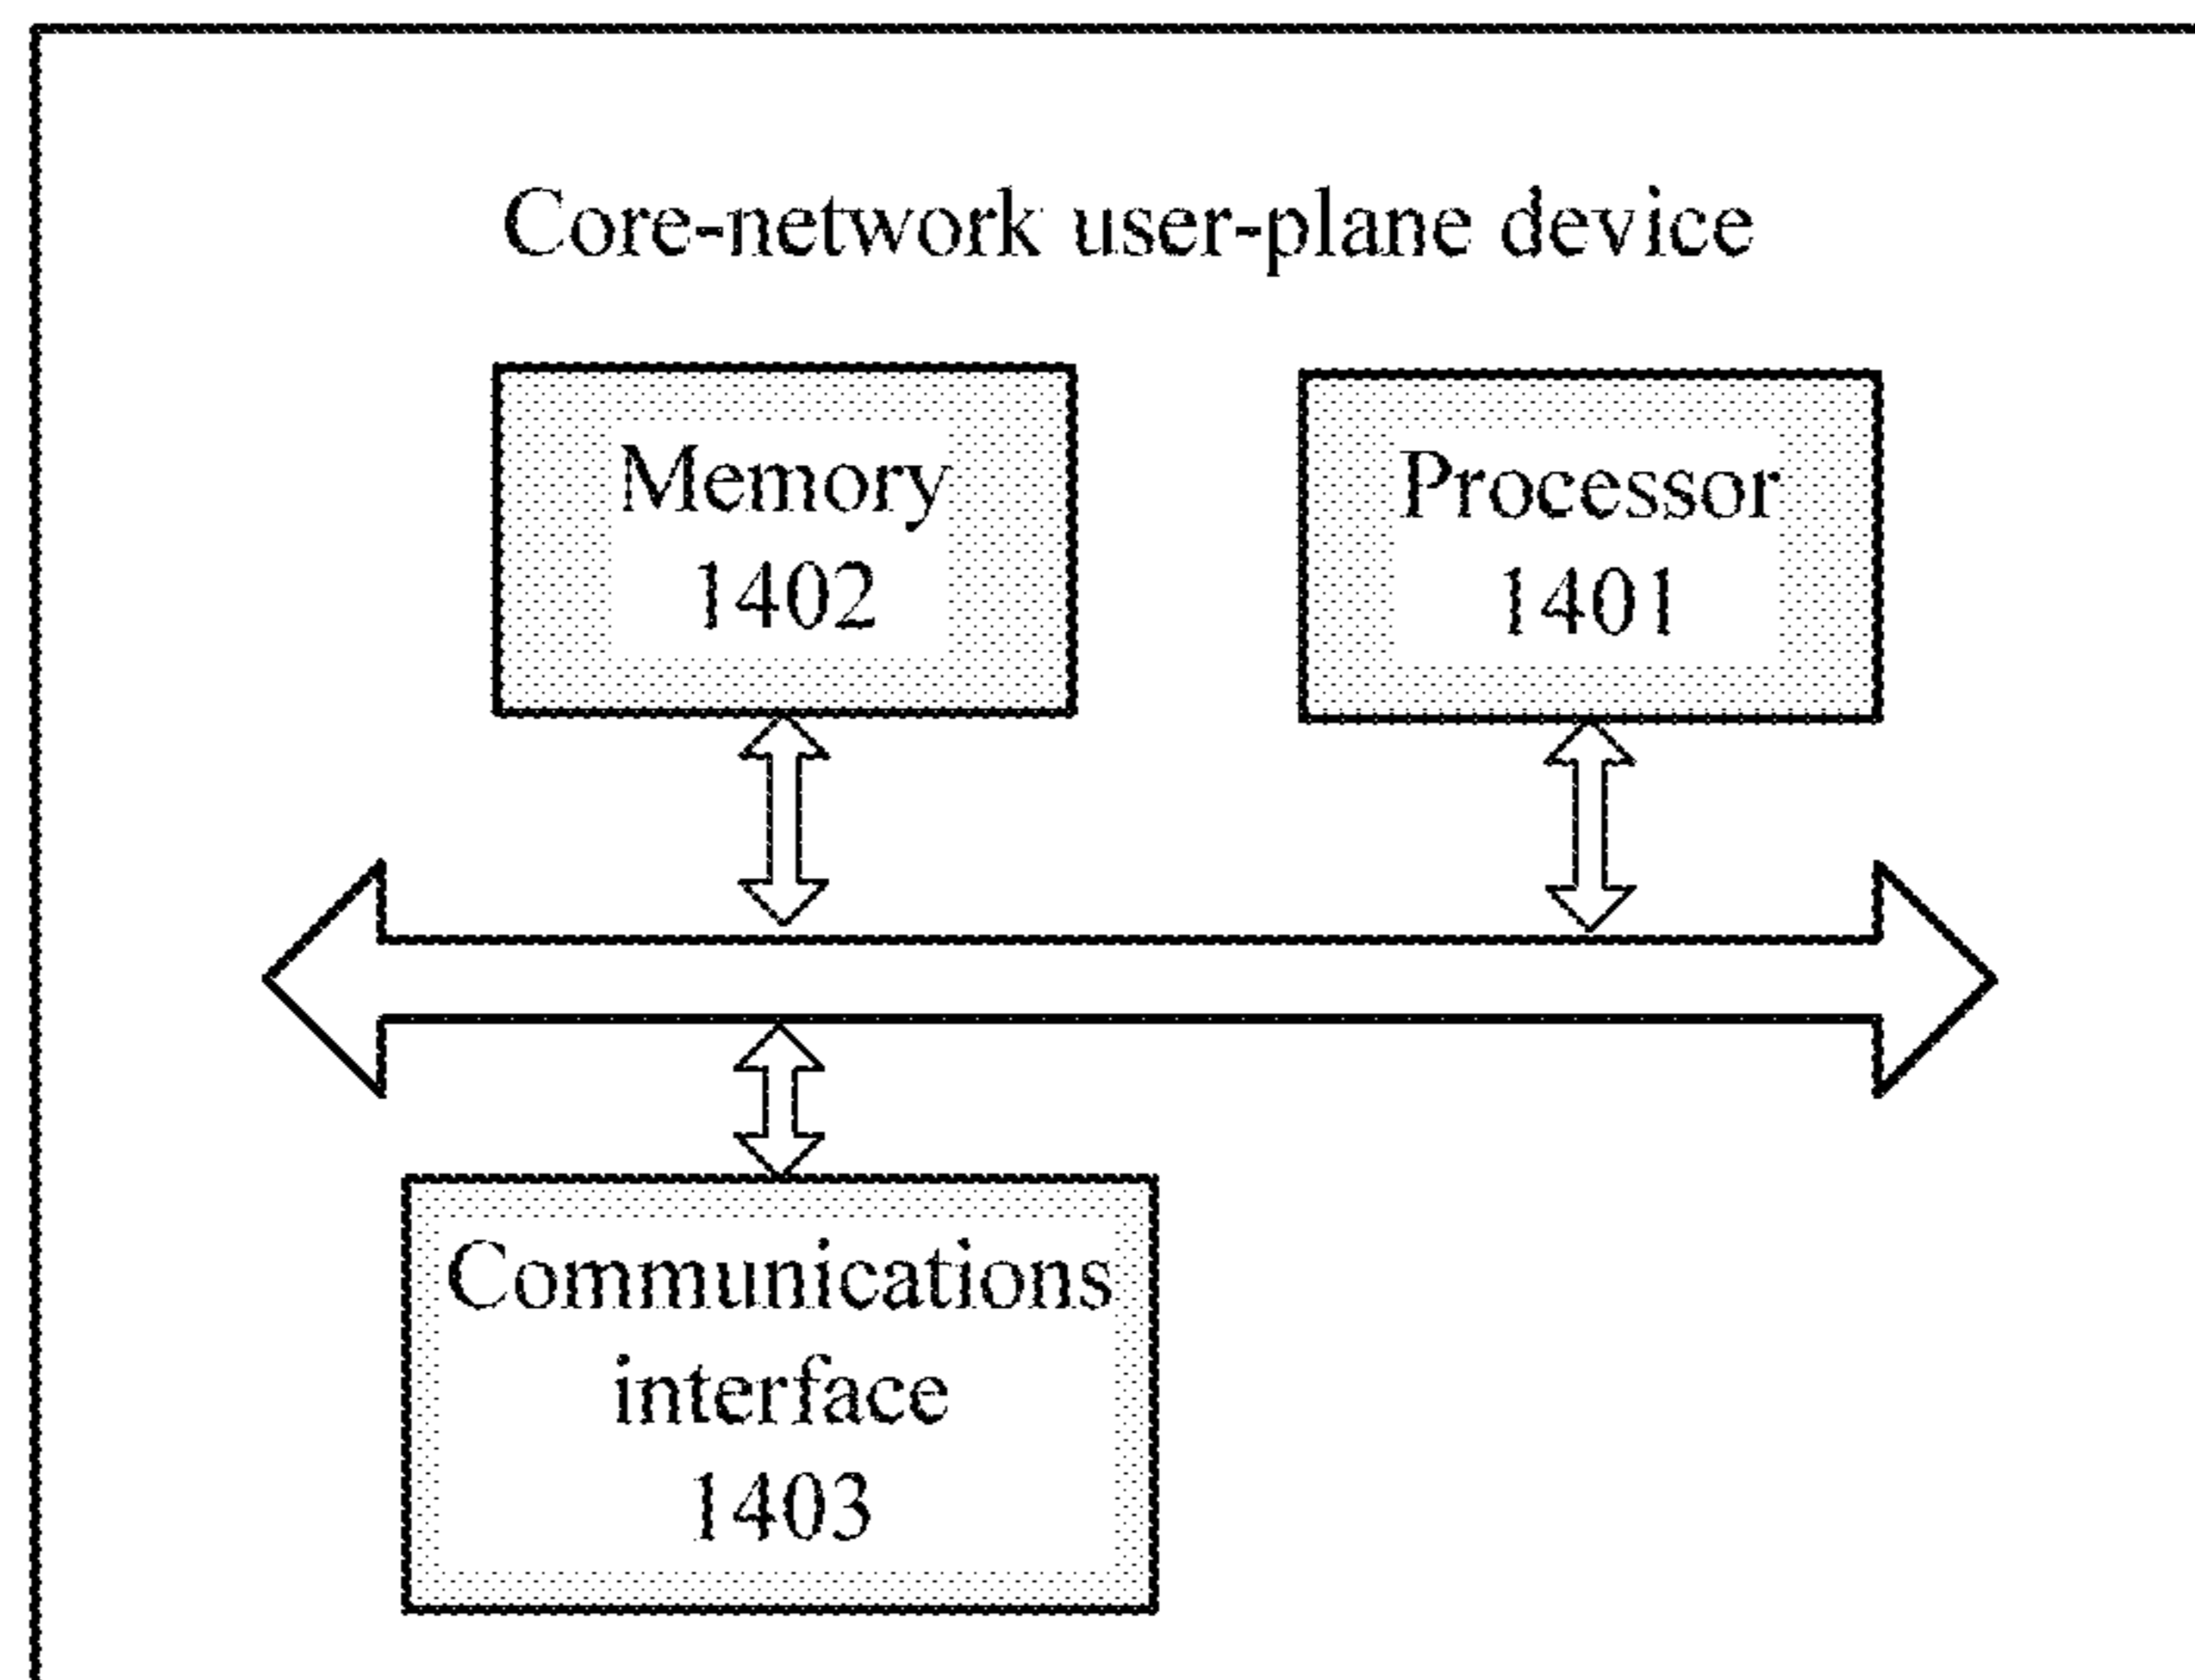 Core-network user-plane device
Memory
1402
Processor
1401
Communications
interface
1403